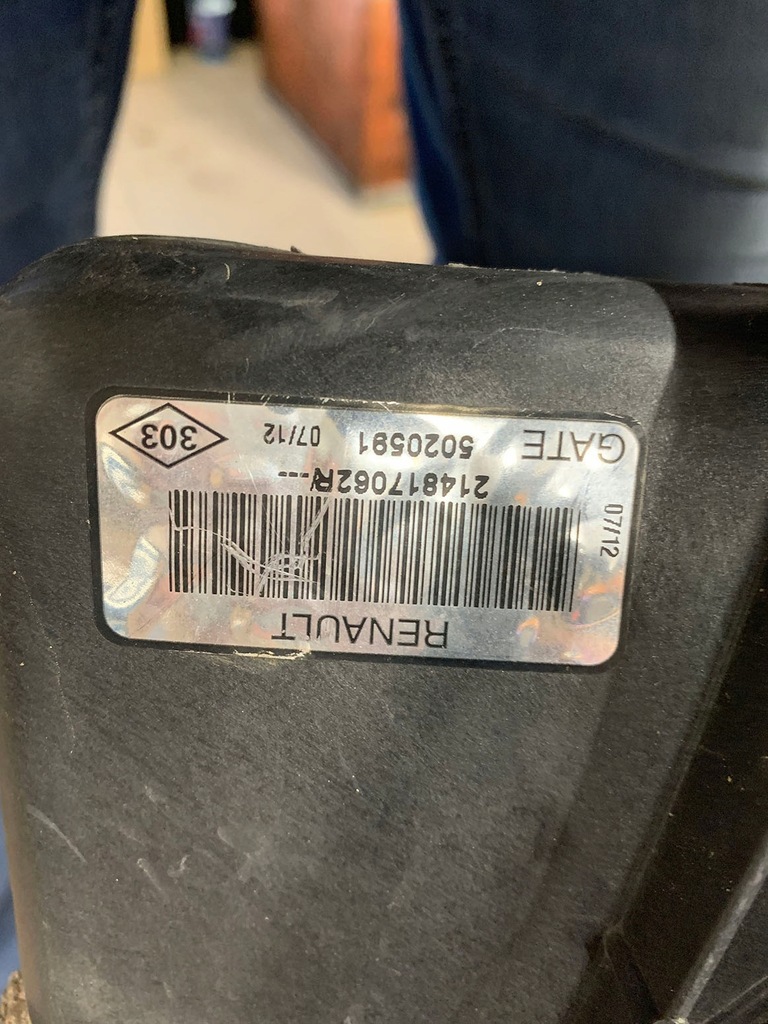 RENAULT
214817062R---
GATE 5020591 07/12 303
07/12